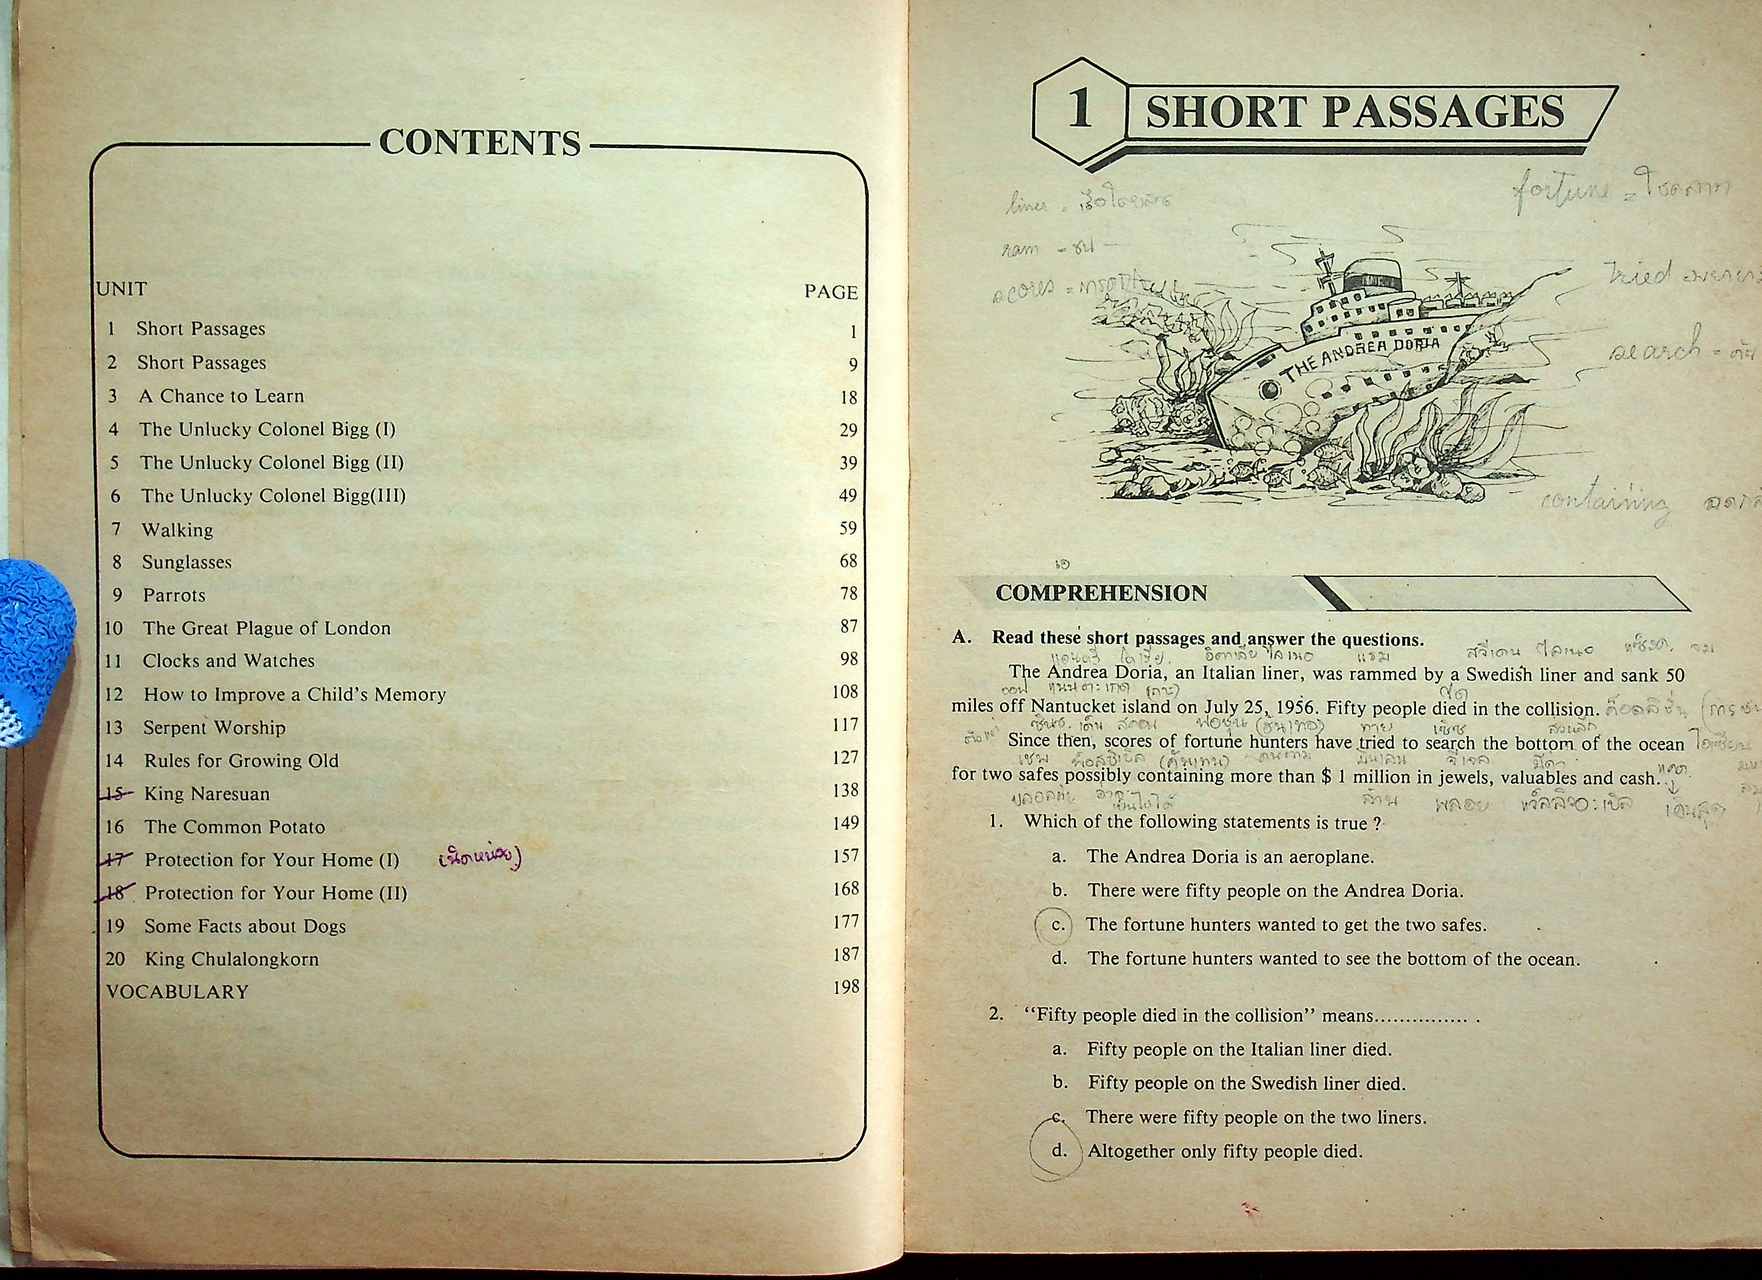 CONTENTS
UNIT PAGE
1 Short Passages 1
2 Short Passages 9
3 A Chance to Learn 18
4 The Unlucky Colonel Bigg (I) 29
5 The Unlucky Colonel Bigg (II) 39
6 The Unlucky Colonel Bigg(III) 49
7 Walking 59
8 Sunglasses 68
9 Parrots 78
10 The Great Plague of London 87
11 Clocks and Watches 98
12 How to Improve a Child's Memory 108
13 Serpent Worship 117
14 Rules for Growing Old 127
15 King Naresuan 138
16 The Common Potato 149
17 Protection for Your Home (I) 157
18 Protection for Your Home (II) 168
19 Some Facts about Dogs 177
20 King Chulalongkorn 187
VOCABULARY 198
1 SHORT PASSAGES
liner =
fortune =
ram = ชน
scores =
tried
search =
THE ANDREA DORIA
containing
COMPREHENSION
A. Read these short passages and answer the questions.
The Andrea Doria, an Italian liner, was rammed by a Swedish liner and sank 50
miles off Nantucket island on July 25, 1956. Fifty people died in the collision.
Since then, scores of fortune hunters have tried to search the bottom of the ocean
for two safes possibly containing more than $ 1 million in jewels, valuables and cash.
1. Which of the following statements is true ?
a. The Andrea Doria is an aeroplane.
b. There were fifty people on the Andrea Doria.
c. The fortune hunters wanted to get the two safes.
d. The fortune hunters wanted to see the bottom of the ocean.
2. "Fifty people died in the collision" means................ .
a. Fifty people on the Italian liner died.
b. Fifty people on the Swedish liner died.
c. There were fifty people on the two liners.
d. Altogether only fifty people died.